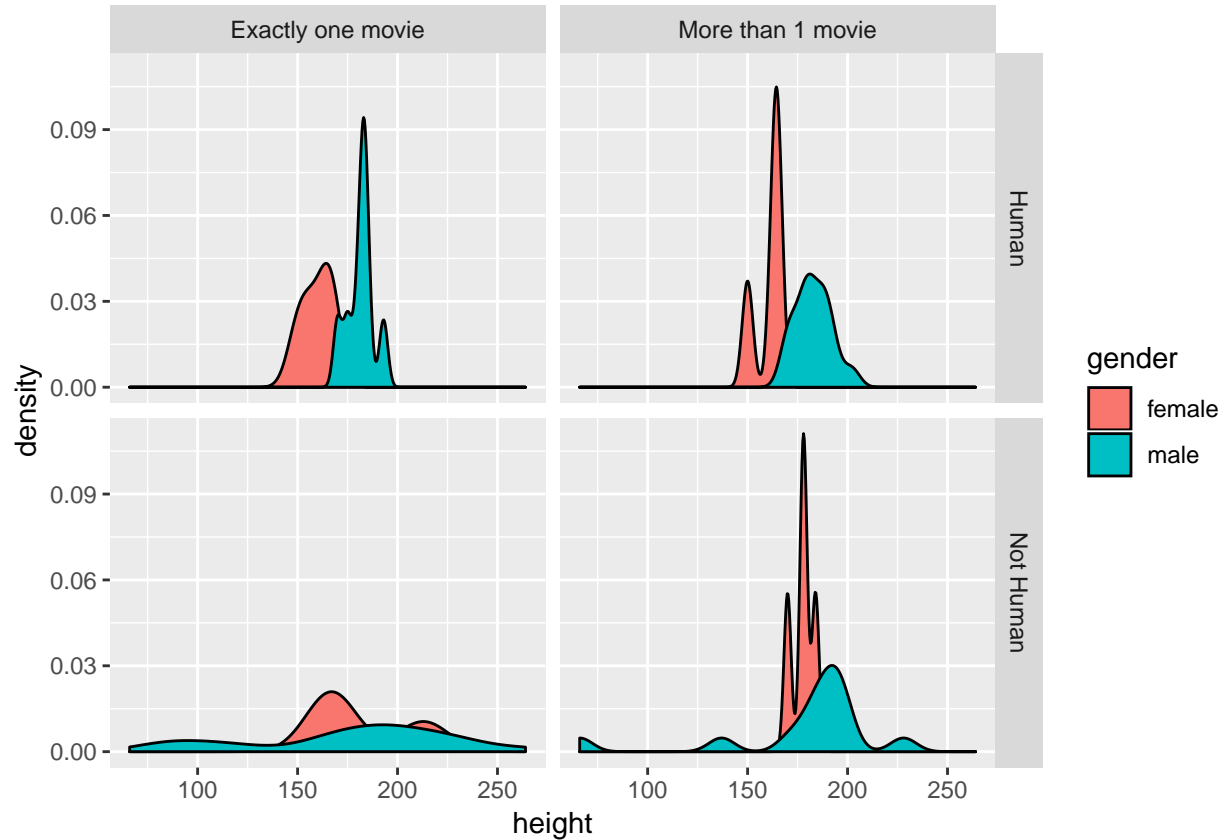 Exactly one movie
More than 1 movie
0.09
0.06
0.03
0.00
Human
0.09
0.06
0.03
0.00
Not Human
100
150
200
250
100
150
200
250
height
density
gender
female
male